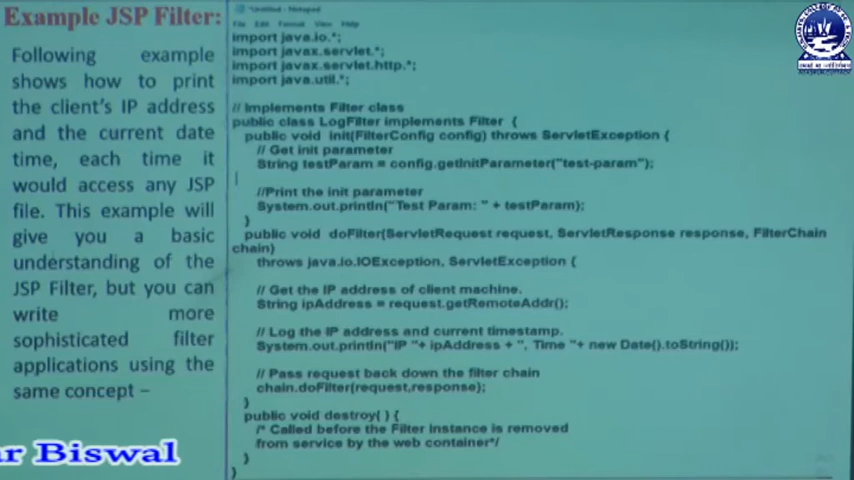 Example JSP Filter:
Following example
shows how to print
the client's IP address
and the current date
time, each time it
would access any JSP
file. This example will
give you a basic
understanding of the
JSP Filter, but you can
write more
sophisticated filter
applications using the
same concept –
*Untitled - Notepad
File Edit Format View Help
import java.io.*;
import javax.servlet.*;
import javax.servlet.http.*;
import java.util.*;
// Implements Filter class
public class LogFilter implements Filter {
public void init(FilterConfig config) throws ServletException {
// Get init parameter
String testParam = config.getInitParameter("test-param");
//Print the init parameter
System.out.println("Test Param: " + testParam);
}
public void doFilter(ServletRequest request, ServletResponse response, FilterChain
chain)
throws java.io.IOException, ServletException {
// Get the IP address of client machine.
String ipAddress = request.getRemoteAddr();
// Log the IP address and current timestamp.
System.out.println("IP "+ ipAddress + ", Time "+ new Date().toString());
// Pass request back down the filter chain
chain.doFilter(request,response);
}
public void destroy( ) {
/* Called before the Filter instance is removed
from service by the web container*/
}
}
ar Biswal